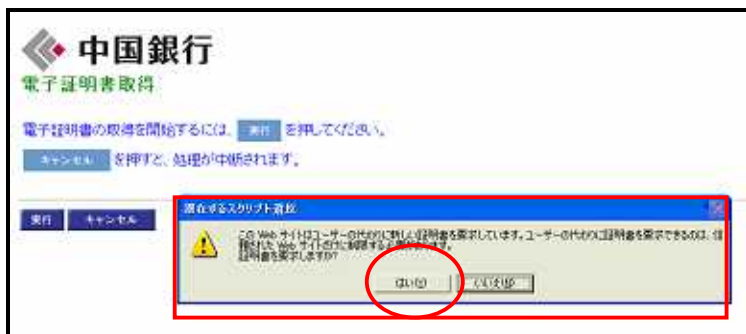 中国銀行
電子証明書取得
電子証明書の取得を開始するには、 実行 を押してください。
キャンセル を押すと、処理が中断されます。
実行 キャンセル
潜在するスクリプト違反
この Web サイトはユーザーの代わりに新しい証明書を要求しています。ユーザーの代わりに証明書を要求できるのは、信
頼された Web サイトだけに制限する必要があります。
証明書を要求しますか?
はい(Y) いいえ(N)